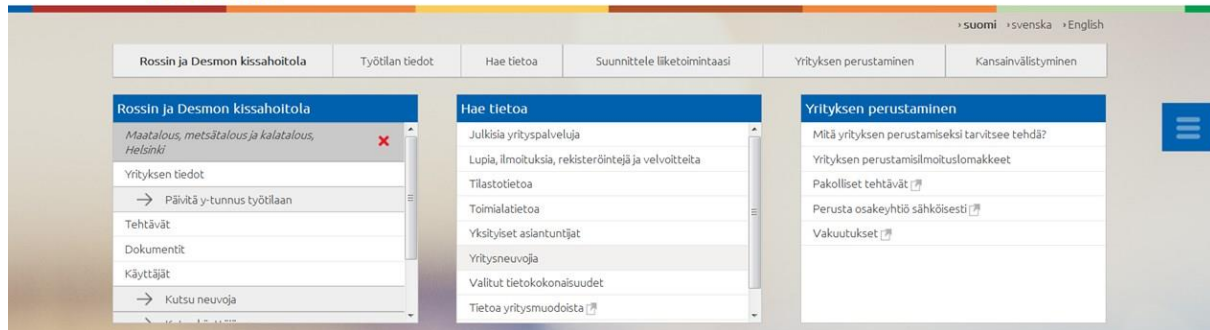 suomi svenska English
Rossin ja Desmon kissahoitola Työtilan tiedot Hae tietoa Suunnittele liiketoimintaasi Yrityksen perustaminen Kansainvälistyminen
Rossin ja Desmon kissahoitola
Maatalous, metsätalous ja kalatalous,
Helsinki
Yrityksen tiedot
Päivitä y-tunnus työtilaan
Tehtävät
Dokumentit
Käyttäjät
Kutsu neuvoja
Hae tietoa
Julkisia yrityspalveluja
Lupia, ilmoituksia, rekisteröintejä ja velvoitteita
Tilastotietoa
Toimialatietoa
Yksityiset asiantuntijat
Yritysneuvojia
Valitut tietokokonaisuudet
Tietoa yritysmuodoista
Yrityksen perustaminen
Mitä yrityksen perustamiseksi tarvitsee tehdä?
Yrityksen perustamisilmoituslomakkeet
Pakolliset tehtävät
Perusta osakeyhtiö sähköisesti
Vakuutukset